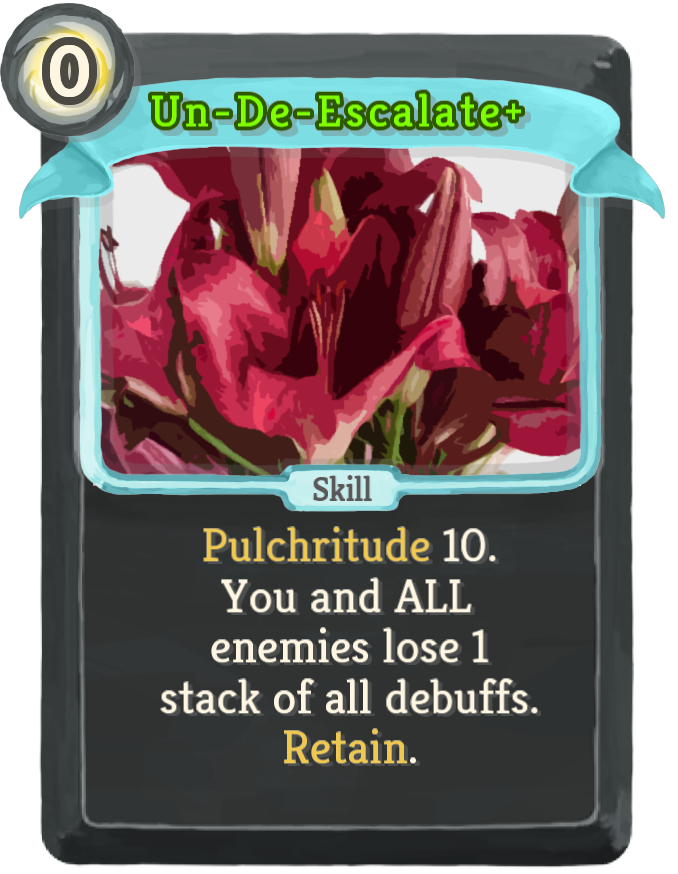 0
Un-De-Escalate+
Skill
Pulchritude 10.
You and ALL
enemies lose 1
stack of all debuffs.
Retain.